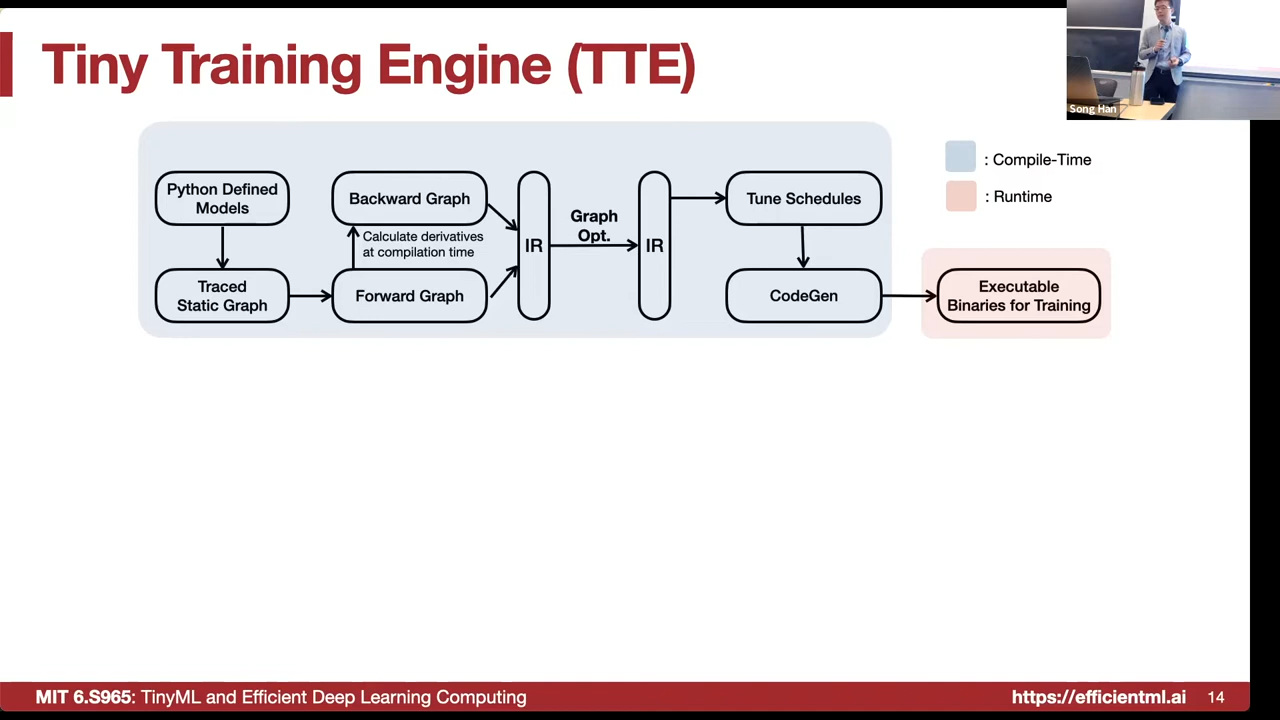 Tiny Training Engine (TTE)
Song Han
Python Defined
Models
Traced
Static Graph
Backward Graph
Calculate derivatives
at compilation time
Forward Graph
IR
Graph
Opt.
IR
Tune Schedules
CodeGen
: Compile-Time
: Runtime
Executable
Binaries for Training
MIT 6.S965: TinyML and Efficient Deep Learning Computing
https://efficientml.ai
14